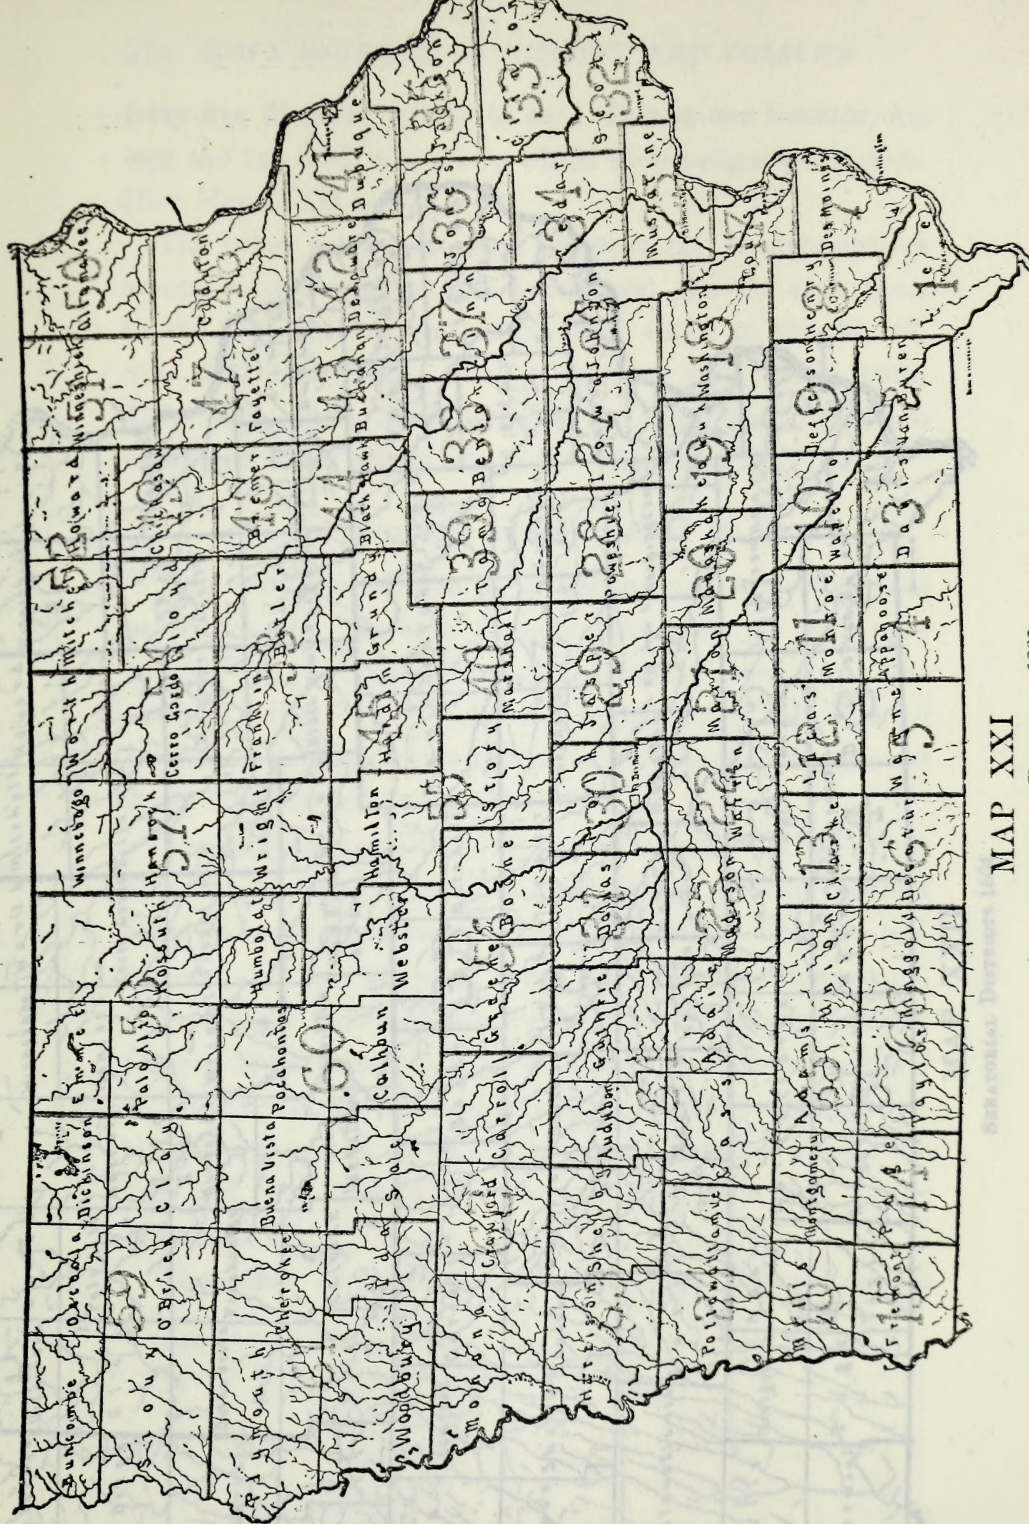 Buncombe
Osceola
Dickinson
Emmet
Winnebago
Worth
Mitchell
Howard
52
Winneshiek
51
Allamakee
50
Sioux
O'Brien
59
Clay
Palo Alto
Kossuth
Hancock
57
Cerro Gordo
Floyd
Chickasaw
49
Fayette
47
Clayton
Plymouth
Cherokee
Buena Vista
Pocahontas
60
Humboldt
Wright
Franklin
Butler
Bremer
48
Woodbury
Ida
Sac
Calhoun
Webster
Hamilton
Hardin
Grundy
Black Hawk
44
Buchanan
43
Delaware
42
Dubuque
41
Monona
Crawford
Carroll
Greene
Boone
Story
Marshall
40
Tama
39
Benton
38
Linn
37
Jones
36
Jackson
35
Harrison
Shelby
Audubon
Guthrie
Dallas
31
Polk
30
Jasper
29
Poweshiek
28
Iowa
27
Johnson
26
Cedar
34
Scott
32
33
Muscatine
Pottawattamie
Cass
Adair
Madison
23
Warren
22
Marion
21
Mahaska
20
Keokuk
19
Washington
18
Louisa
17
Mills
Montgomery
Adams
Union
Clarke
13
Lucas
12
Monroe
11
Wapello
10
Jefferson
9
Henry
8
Des Moines
7
Fremont
15
Page
14
Taylor
Ringgold
Decatur
6
Wayne
5
Appanoose
4
Davis
3
Van Buren
2
Lee
1
MAP XXI